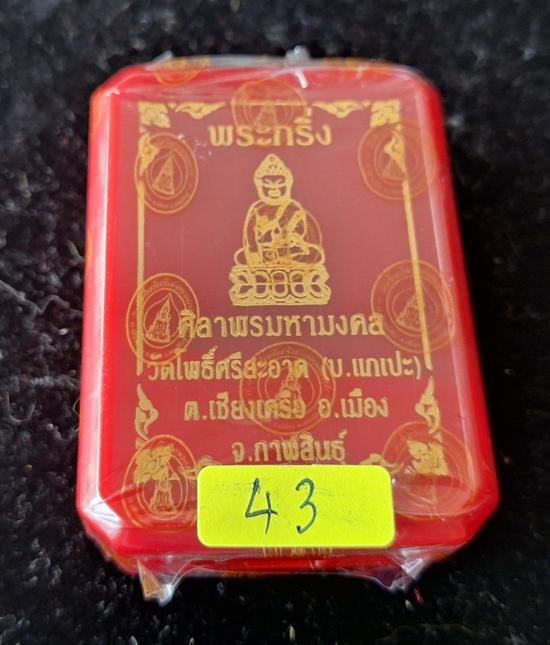 พระกริ่ง
ศิลาพรมหามงคล
วัดโพธิ์ศรีสะอาด (บ.แกเปะ)
ต.เชียงเครือ อ.เมือง
จ.กาฬสินธุ์
43